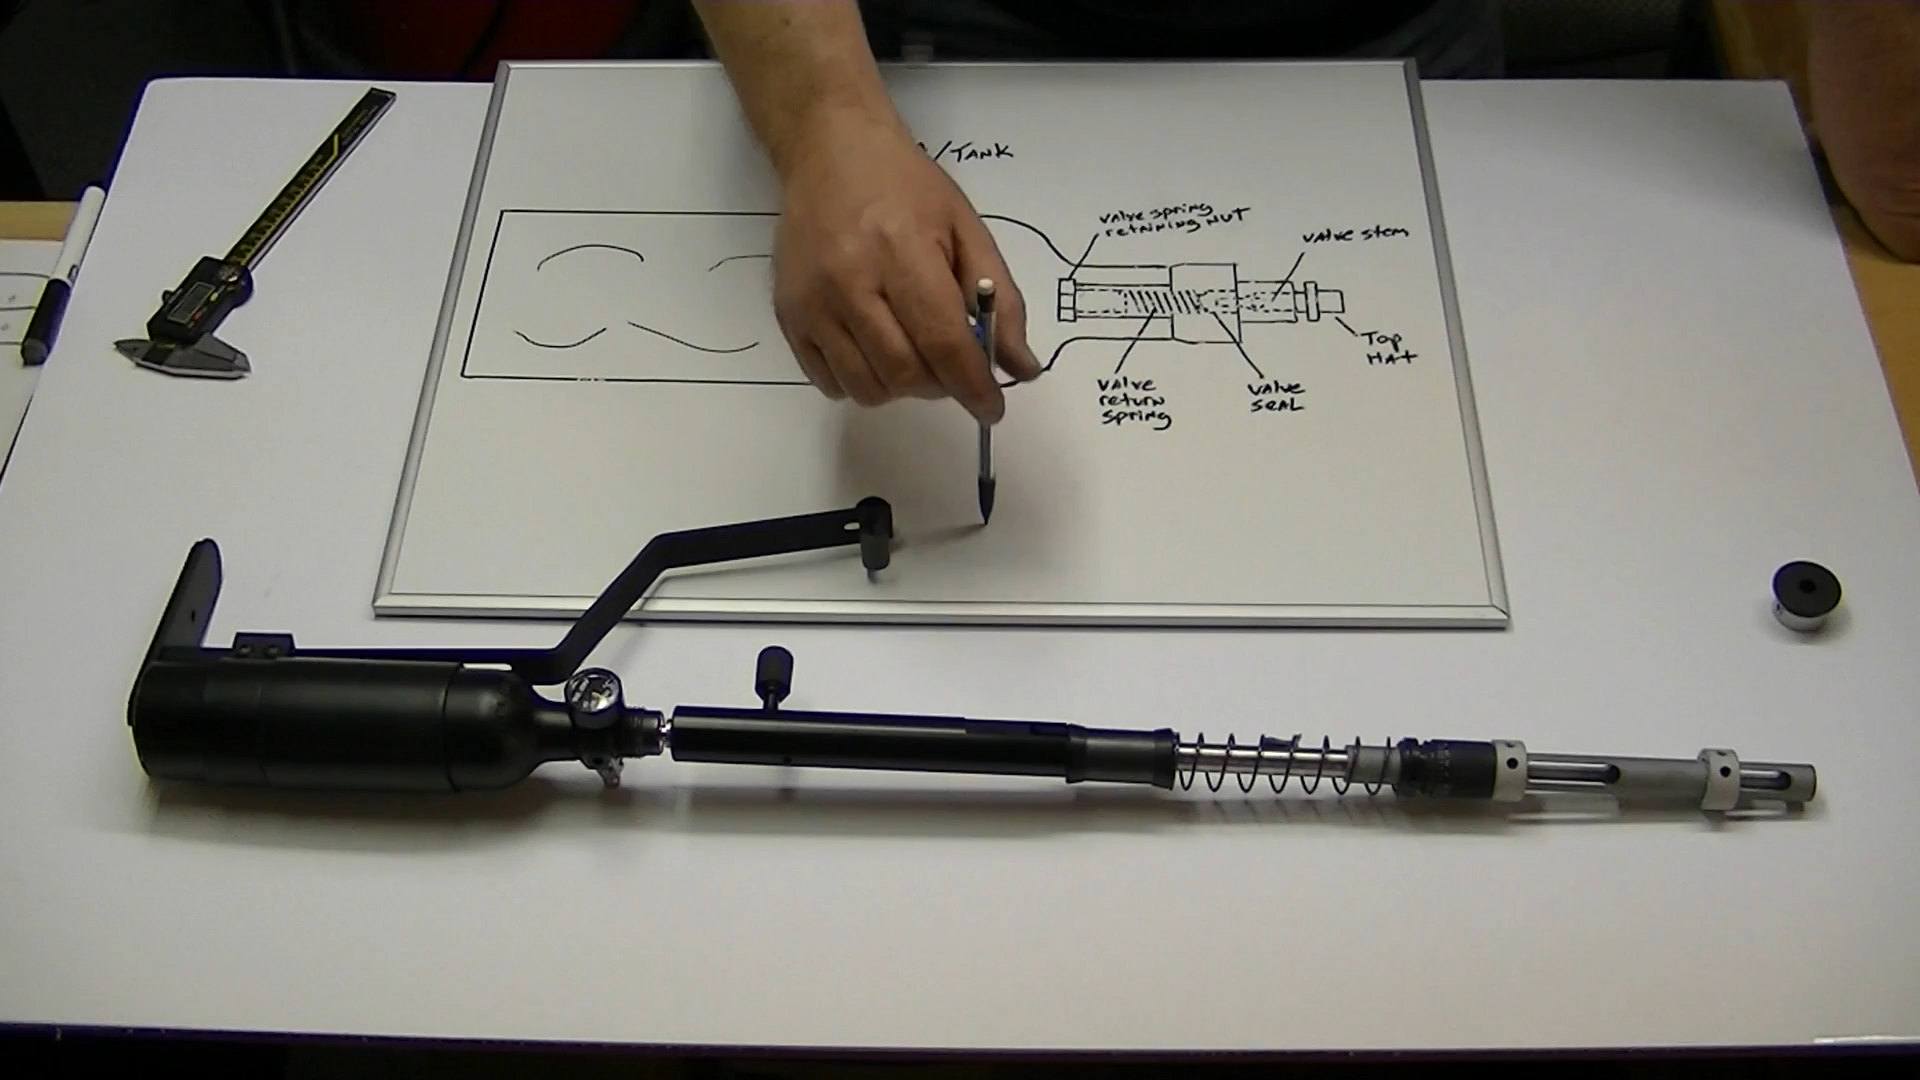 /TANK
valve spring
retaining NUT
valve stem
Top
HAt
valve
return
spring
valve
seal